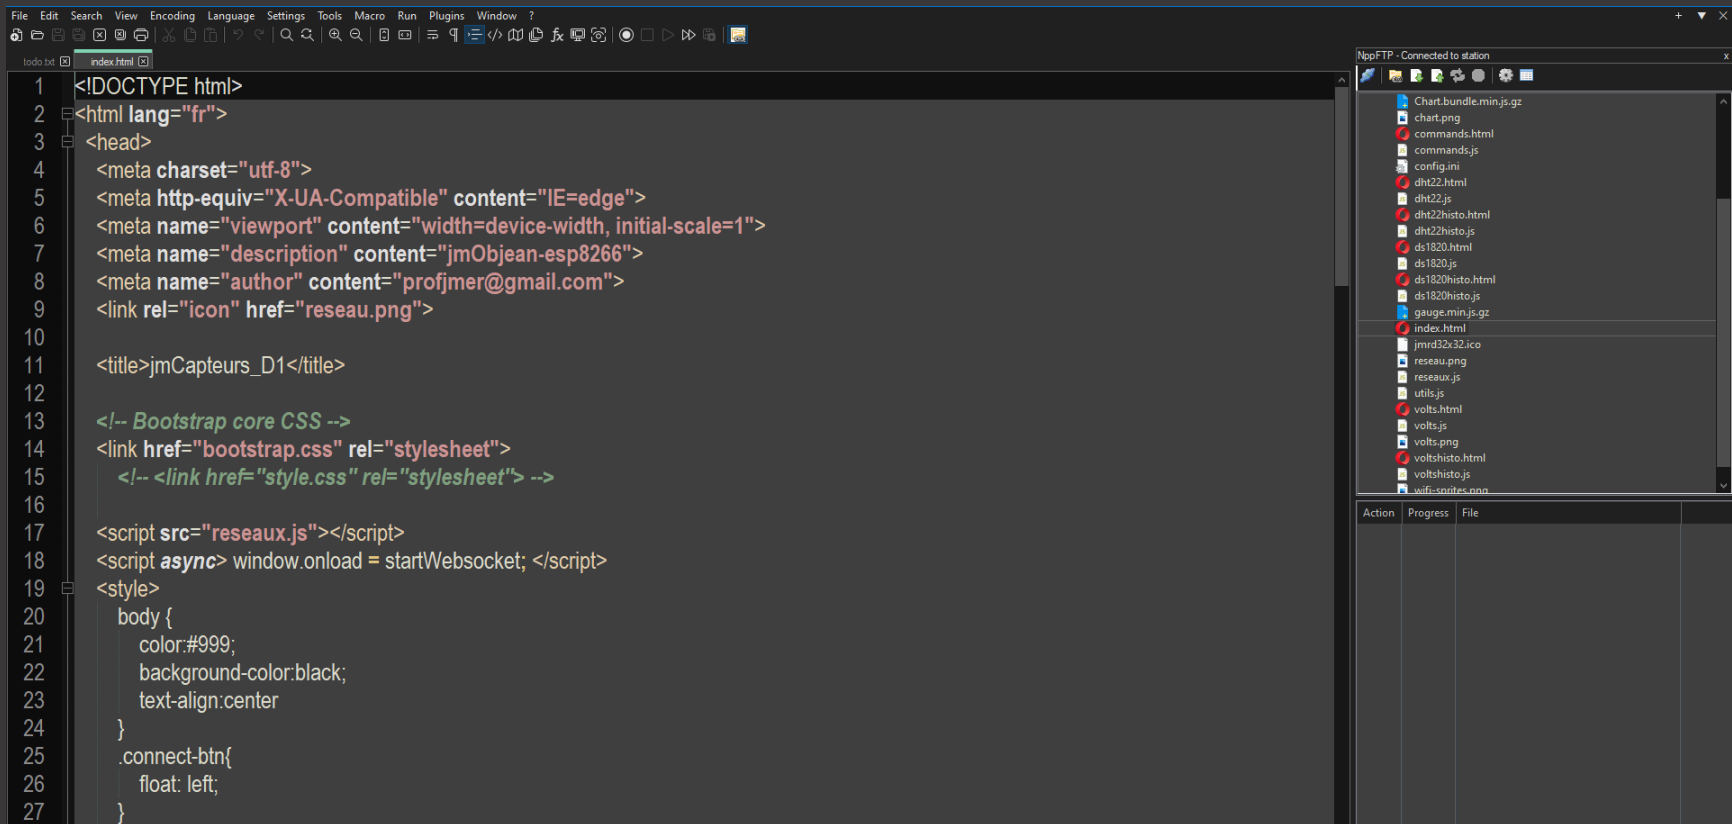 File Edit Search View Encoding Language Settings Tools Macro Run Plugins Window ?
todo.txt index.html
1 <!DOCTYPE html>
2 <html lang="fr">
3 <head>
4 <meta charset="utf-8">
5 <meta http-equiv="X-UA-Compatible" content="IE=edge">
6 <meta name="viewport" content="width=device-width, initial-scale=1">
7 <meta name="description" content="jmObjean-esp8266">
8 <meta name="author" content="profjmer@gmail.com">
9 <link rel="icon" href="reseau.png">
10
11 <title>jmCapteurs_D1</title>
12
13 <!-- Bootstrap core CSS -->
14 <link href="bootstrap.css" rel="stylesheet">
15 <!-- <link href="style.css" rel="stylesheet"> -->
16
17 <script src="reseaux.js"></script>
18 <script async> window.onload = startWebsocket; </script>
19 <style>
20 body {
21 color:#999;
22 background-color:black;
23 text-align:center
24 }
25 .connect-btn{
26 float: left;
27 }
NppFTP - Connected to station
Chart.bundle.min.js.gz
chart.png
commands.html
commands.js
config.ini
dht22.html
dht22.js
dht22histo.html
dht22histo.js
ds1820.html
ds1820.js
ds1820histo.html
ds1820histo.js
gauge.min.js.gz
index.html
jmrd32x32.ico
reseau.png
reseaux.js
utils.js
volts.html
volts.js
volts.png
voltshisto.html
voltshisto.js
wifi-sprites.png
Action Progress File